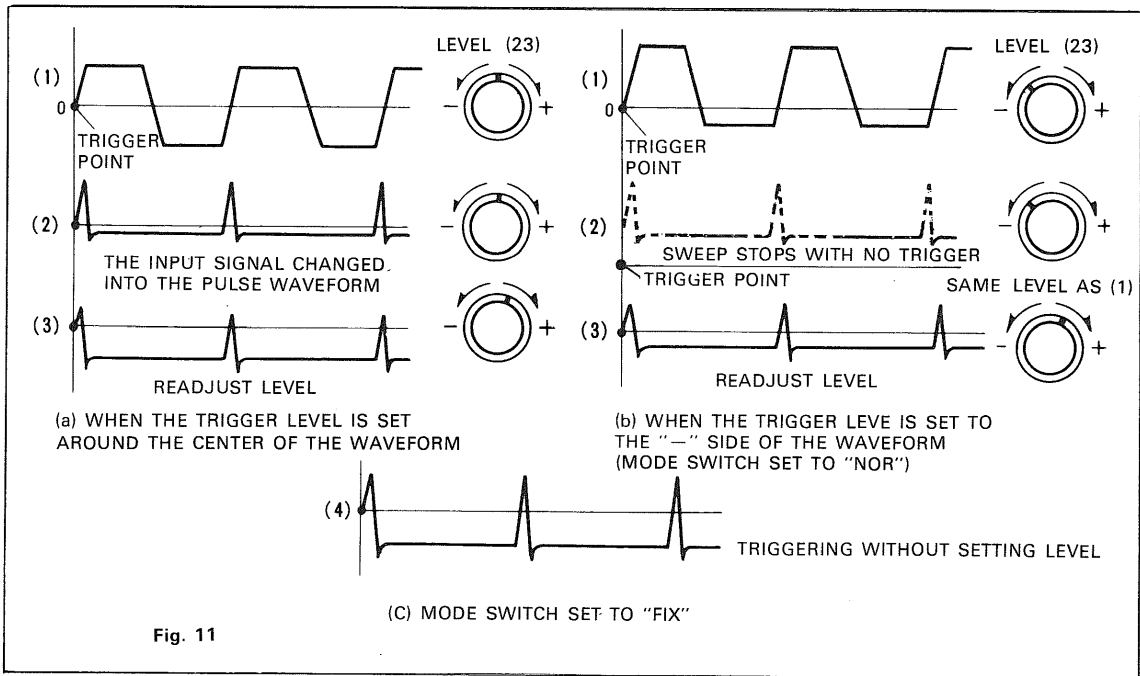 LEVEL (23)
(1)
0
- +
TRIGGER
POINT
(2)
THE INPUT SIGNAL CHANGED
INTO THE PULSE WAVEFORM
(3)
- +
READJUST LEVEL
(a) WHEN THE TRIGGER LEVEL IS SET
AROUND THE CENTER OF THE WAVEFORM
LEVEL (23)
(1)
0
- +
TRIGGER
POINT
(2)
SWEEP STOPS WITH NO TRIGGER
TRIGGER POINT
SAME LEVEL AS (1)
(3)
- +
READJUST LEVEL
(b) WHEN THE TRIGGER LEVE IS SET TO
THE "—" SIDE OF THE WAVEFORM
(MODE SWITCH SET TO "NOR")
(4)
TRIGGERING WITHOUT SETTING LEVEL
(C) MODE SWITCH SET TO "FIX"
Fig. 11